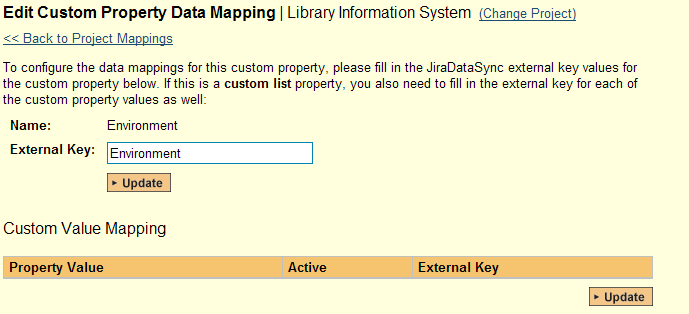 Edit Custom Property Data Mapping | Library Information System (Change Project)
<< Back to Project Mappings
To configure the data mappings for this custom property, please fill in the JiraDataSync external key values for
the custom property below. If this is a custom list property, you also need to fill in the external key for each of
the custom property values as well:
Name: Environment
External Key: Environment
Update
Custom Value Mapping
Property Value Active External Key
Update